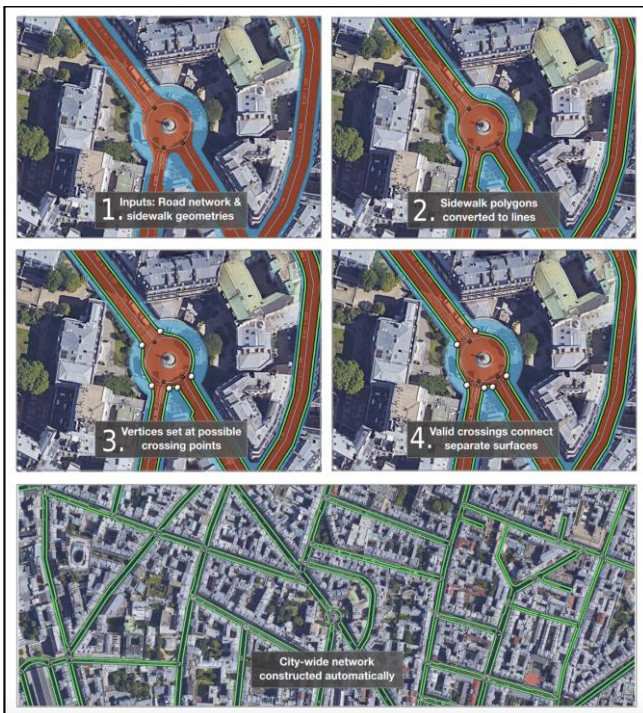 1. Inputs: Road network &
sidewalk geometries
2. Sidewalk polygons
converted to lines
3. Vertices set at possible
crossing points
4. Valid crossings connect
separate surfaces
City-wide network
constructed automatically